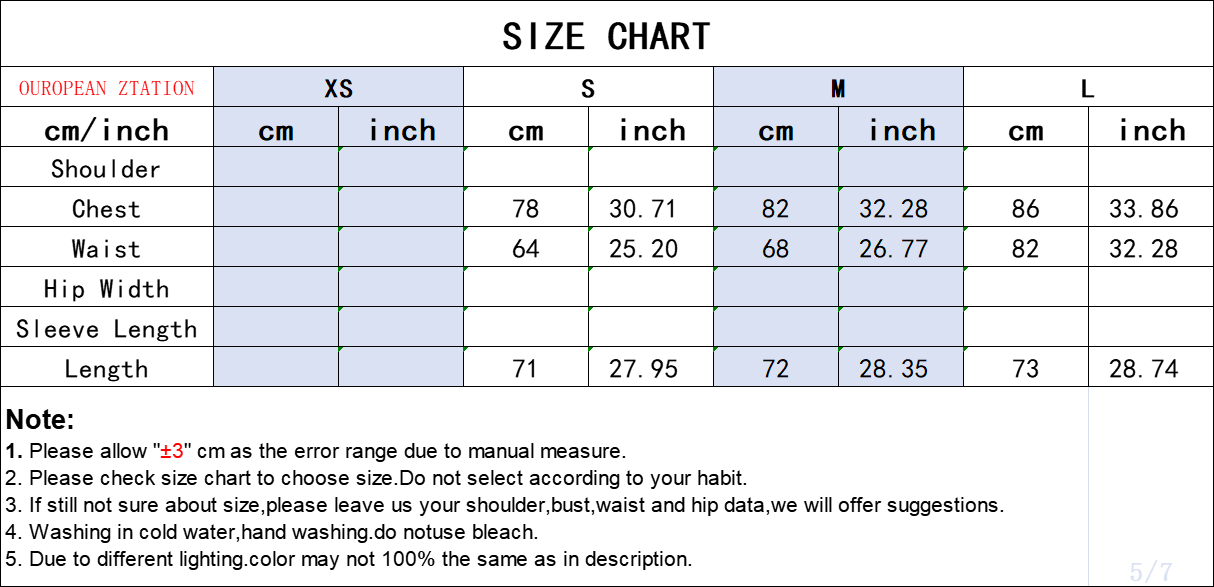 SIZE CHART
OUROPEAN ZTATION XS S M L
cm/inch cm inch cm inch cm inch cm inch
Shoulder
Chest 78 30.71 82 32.28 86 33.86
Waist 64 25.20 68 26.77 82 32.28
Hip Width
Sleeve Length
Length 71 27.95 72 28.35 73 28.74
Note:
1. Please allow "±3" cm as the error range due to manual measure.
2. Please check size chart to choose size.Do not select according to your habit.
3. If still not sure about size,please leave us your shoulder,bust,waist and hip data,we will offer suggestions.
4. Washing in cold water,hand washing.do notuse bleach.
5. Due to different lighting.color may not 100% the same as in description.
5/7